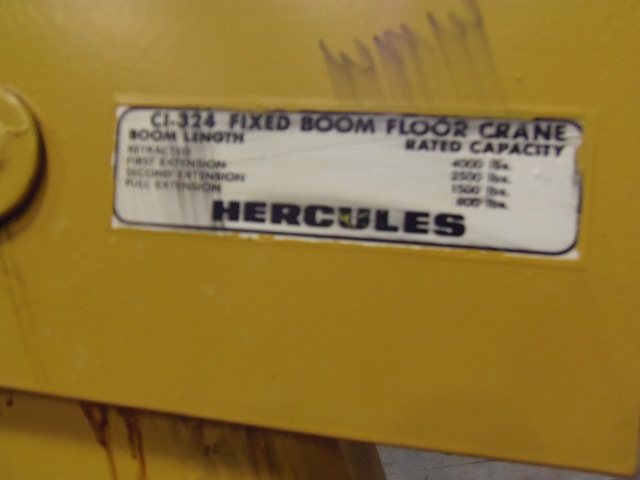 CI-324 FIXED BOOM FLOOR CRANE
BOOM LENGTH RATED CAPACITY
RETRACTED 4000 lbs.
FIRST EXTENSION 2500 lbs.
SECOND EXTENSION 1500 lbs.
FULL EXTENSION 800 lbs.
HERCULES